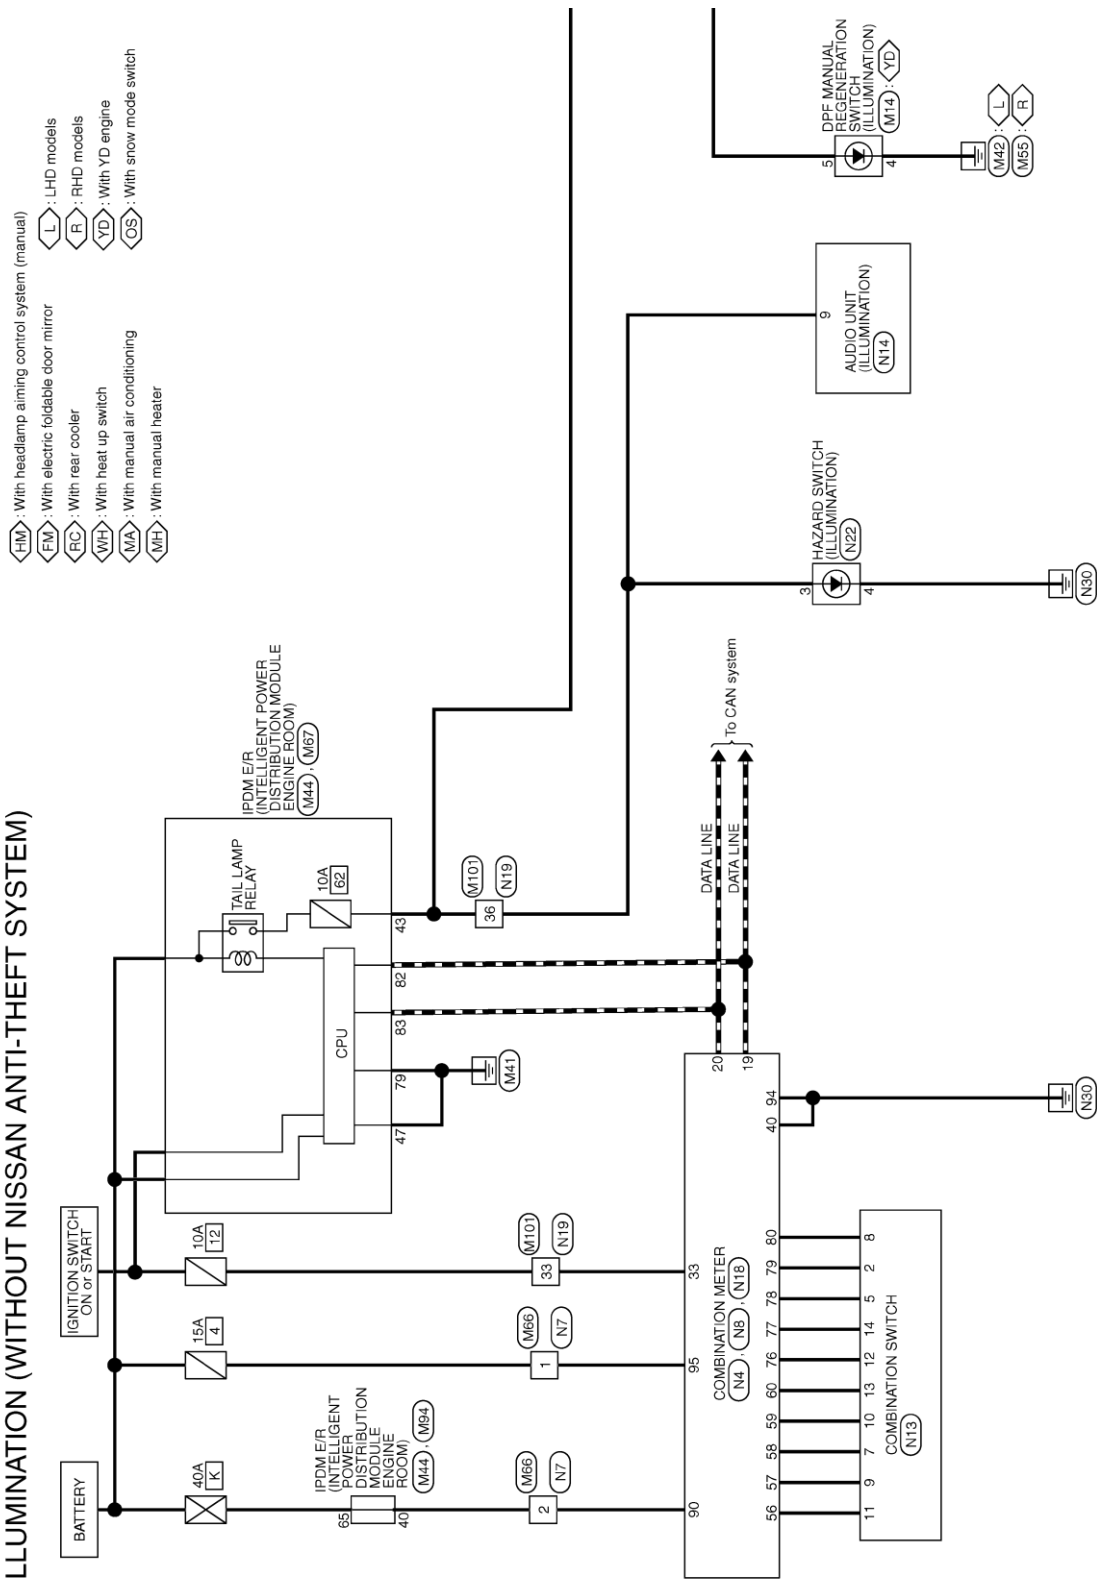 LLUMINATION (WITHOUT NISSAN ANTI-THEFT SYSTEM)
HM : With headlamp aiming control system (manual)
FM : With electric foldable door mirror
RC : With rear cooler
WH : With heat up switch
MA : With manual air conditioning
MH : With manual heater
L : LHD models
R : RHD models
YD : With YD engine
OS : With snow mode switch
BATTERY
IGNITION SWITCH
ON or START
40A
K
15A
4
10A
12
IPDM E/R
(INTELLIGENT
POWER
DISTRIBUTION
MODULE
ENGINE
ROOM)
M44 , M94
65
40
IPDM E/R
(INTELLIGENT POWER
DISTRIBUTION MODULE
ENGINE ROOM)
M44 , M67
TAIL LAMP
RELAY
10A
62
CPU
47
79
83
82
43
M41
M66
2
N7
M66
1
N7
M101
33
N19
M101
36
N19
DATA LINE
DATA LINE
To CAN system
90
95
33
20
19
COMBINATION METER
N4 , N8 , N18
56 57 58 59 60 76 77 78 79 80 40 94
11 9 7 10 13 12 14 5 2 8
COMBINATION SWITCH
N13
N30
HAZARD SWITCH
(ILLUMINATION)
N22
3
4
N30
9
AUDIO UNIT
(ILLUMINATION)
N14
DPF MANUAL
REGENERATION
SWITCH
(ILLUMINATION)
M14 : YD
5
4
M42 : L
M55 : R